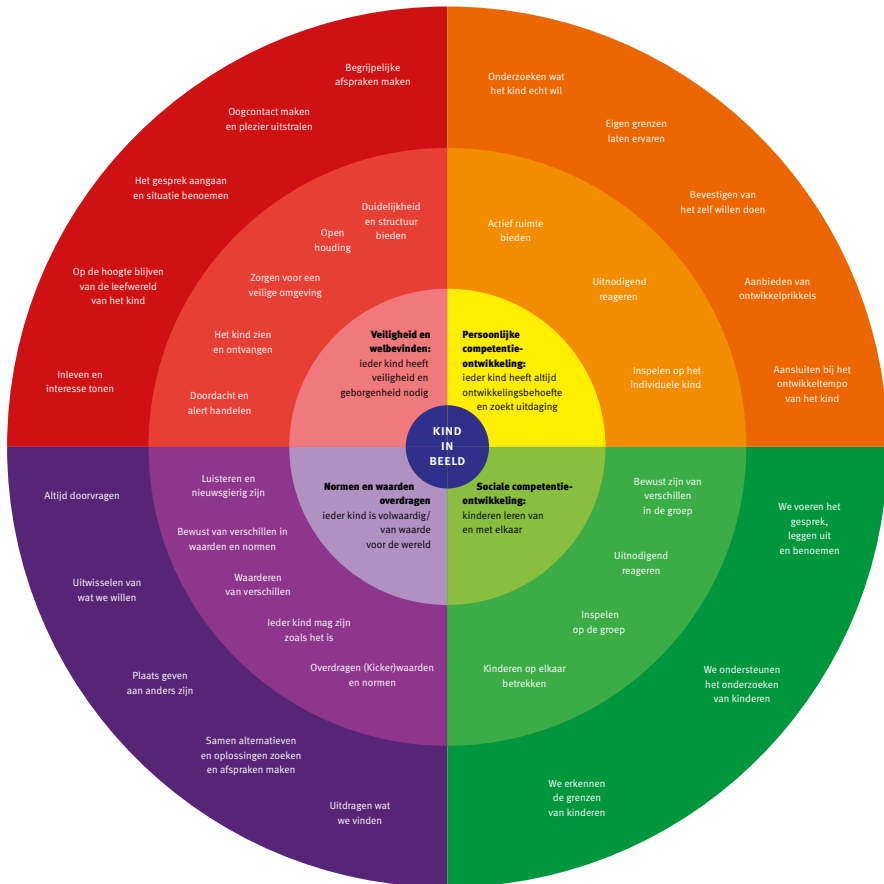 Begrijpelijke
afspraken maken
Oogcontact maken
en plezier uitstralen
Het gesprek aangaan
en situatie benoemen
Op de hoogte blijven
van de leefwereld
van het kind
Inleven en
interesse tonen
Duidelijkheid
en structuur
bieden
Open
houding
Zorgen voor een
veilige omgeving
Het kind zien
en ontvangen
Doordacht en
alert handelen
Veiligheid en
welbevinden:
ieder kind heeft
veiligheid en
geborgenheid nodig
Onderzoeken wat
het kind echt wil
Eigen grenzen
laten ervaren
Bevestigen van
het zelf willen doen
Aanbieden van
ontwikkelprikkels
Aansluiten bij het
ontwikkeltempo
van het kind
Actief ruimte
bieden
Uitnodigend
reageren
Inspelen op het
individuele kind
Persoonlijke
competentie-
ontwikkeling:
ieder kind heeft altijd
ontwikkelingsbehoefte
en zoekt uitdaging
KIND
IN
BEELD
Normen en waarden
overdragen
ieder kind is volwaardig/
van waarde
voor de wereld
Luisteren en
nieuwsgierig zijn
Bewust van verschillen in
waarden en normen
Waarderen
van verschillen
Ieder kind mag zijn
zoals het is
Overdragen (Kicker)waarden
en normen
Altijd doorvragen
Uitwisselen van
wat we willen
Plaats geven
aan anders zijn
Samen alternatieven
en oplossingen zoeken
en afspraken maken
Uitdragen wat
we vinden
Sociale competentie-
ontwikkeling:
kinderen leren van
en met elkaar
Bewust zijn van
verschillen
in de groep
Uitnodigend
reageren
Inspelen
op de groep
Kinderen op elkaar
betrekken
We voeren het
gesprek,
leggen uit
en benoemen
We ondersteunen
het onderzoeken
van kinderen
We erkennen
de grenzen
van kinderen